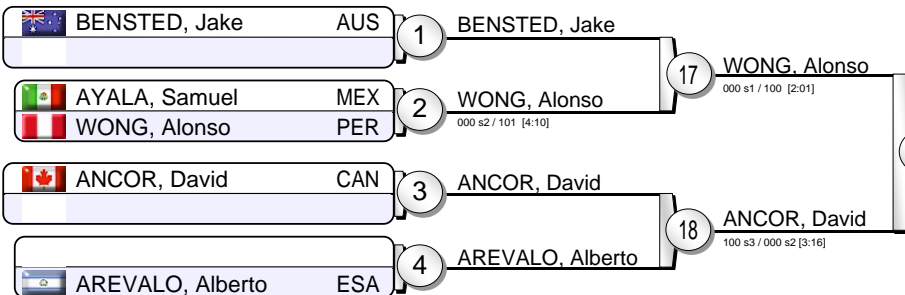 BENSTED, Jake AUS
1
BENSTED, Jake
17
WONG, Alonso
000 s1 / 100 [2:01]
AYALA, Samuel MEX
WONG, Alonso PER
2
WONG, Alonso
000 s2 / 101 [4:10]
ANCOR, David CAN
3
ANCOR, David
18
ANCOR, David
100 s3 / 000 s2 [3:16]
4
AREVALO, Alberto
AREVALO, Alberto ESA